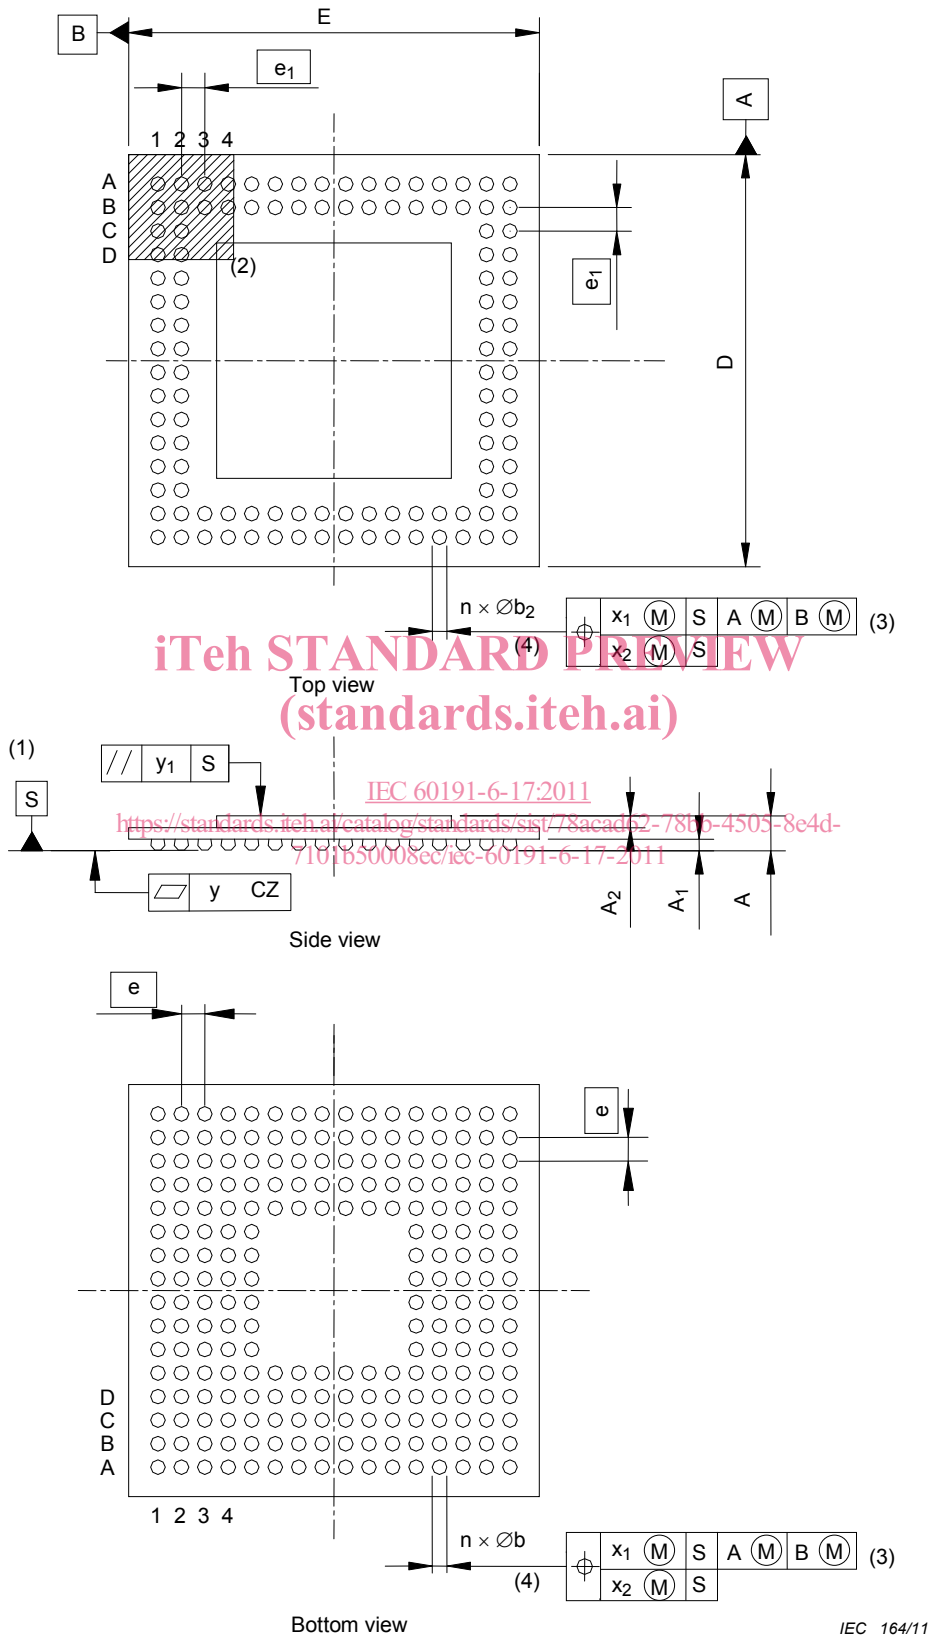 E
B
e1
A
1 2 3 4
A
B
C
D
(2)
e1
D
n × ∅b2
(4)
x1 M S A M B M
x2 M S
(3)
iTeh STANDARD PREVIEW
Top view
(standards.iteh.ai)
(1)
// y1 S
S
IEC 60191-6-17:2011
https://standards.iteh.ai/catalog/standards/sist/78acad62-78b6-4505-8e4d-
7101b50008ec/iec-60191-6-17-2011
y CZ
A2
A1
A
Side view
e
e
D
C
B
A
1 2 3 4
n × ∅b
(4)
x1 M S A M B M
x2 M S
(3)
Bottom view
IEC 164/11